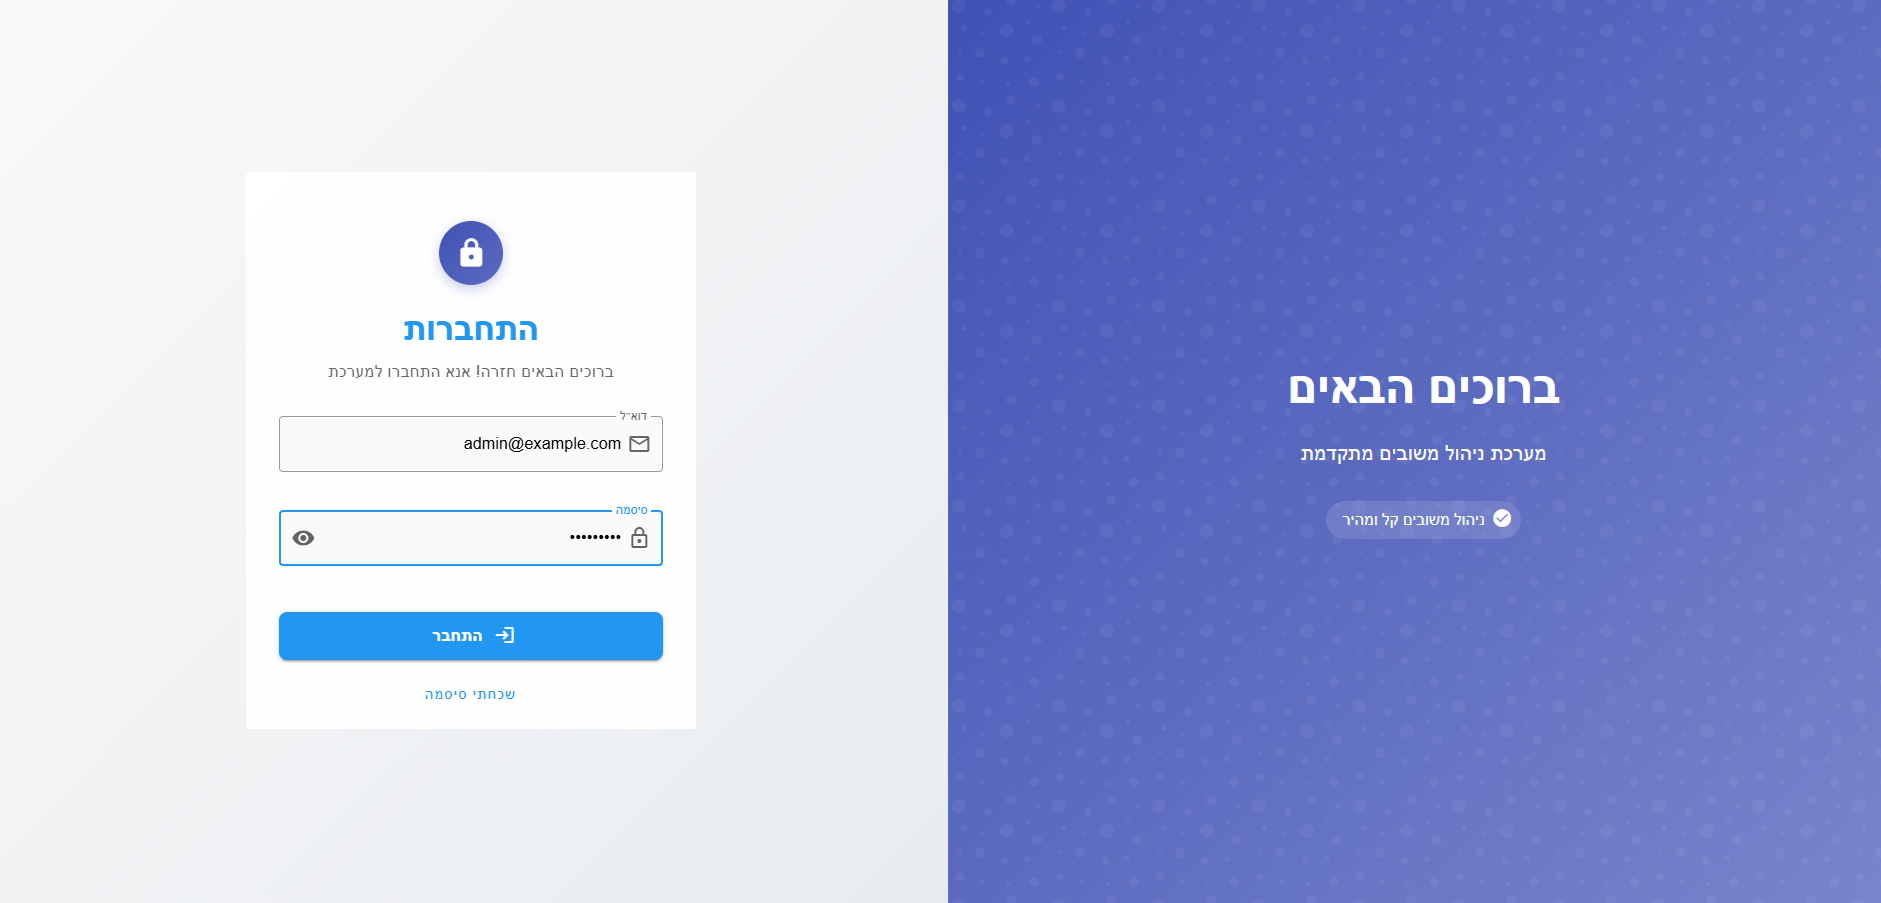 ברוכים הבאים
מערכת ניהול משובים מתקדמת
ניהול משובים קל ומהיר
התחברות
ברוכים הבאים חזרה! אנא התחברו למערכת
דוא״ל
admin@example.com
סיסמה
•••••••••
התחבר
שכחתי סיסמה